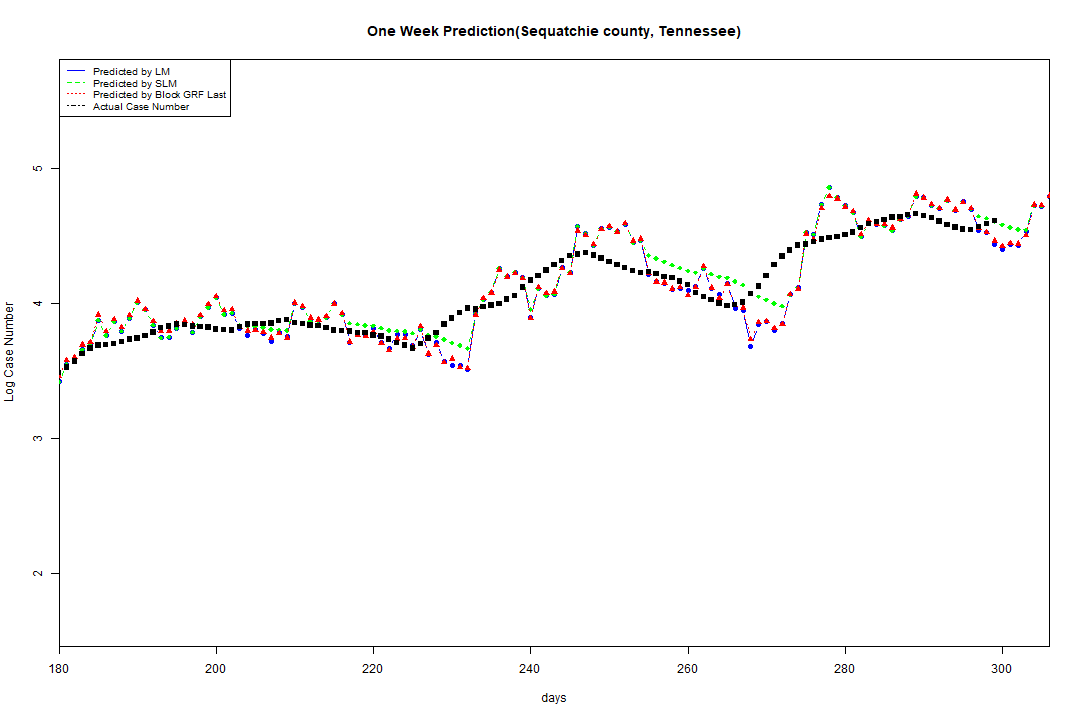 One Week Prediction(Sequatchie county, Tennessee)
Predicted by LM
Predicted by SLM
Predicted by Block GRF Last
Actual Case Number
5
4
3
2
Log Case Number
180 200 220 240 260 280 300
days